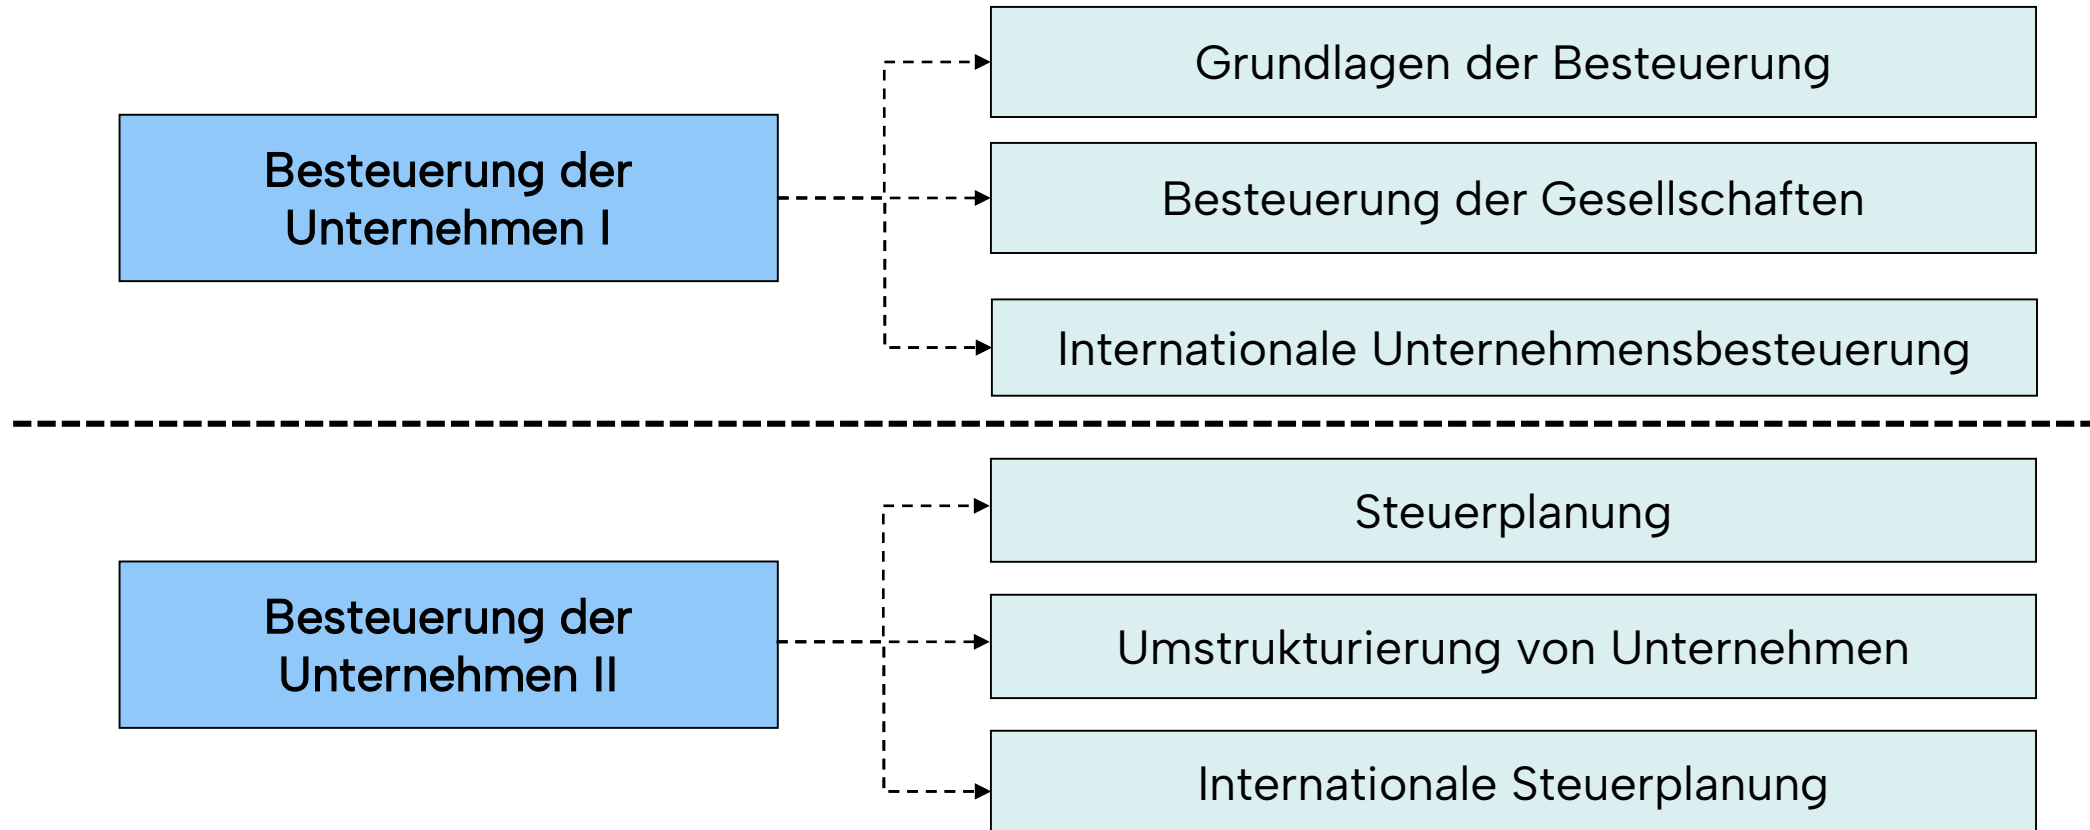 Grundlagen der Besteuerung
Besteuerung der
Unternehmen I
Besteuerung der Gesellschaften
Internationale Unternehmensbesteuerung
Steuerplanung
Besteuerung der
Unternehmen II
Umstrukturierung von Unternehmen
Internationale Steuerplanung